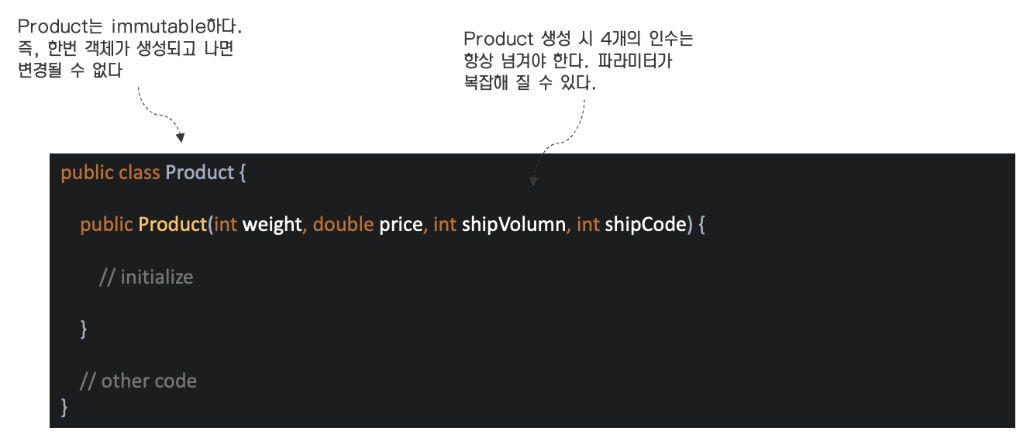 Product는 immutable하다.
즉, 한번 객체가 생성되고 나면
변경될 수 없다
Product 생성 시 4개의 인수는
항상 넘겨야 한다. 파라미터가
복잡해 질 수 있다.
public class Product {
public Product(int weight, double price, int shipVolumn, int shipCode) {
// initialize
}
// other code
}